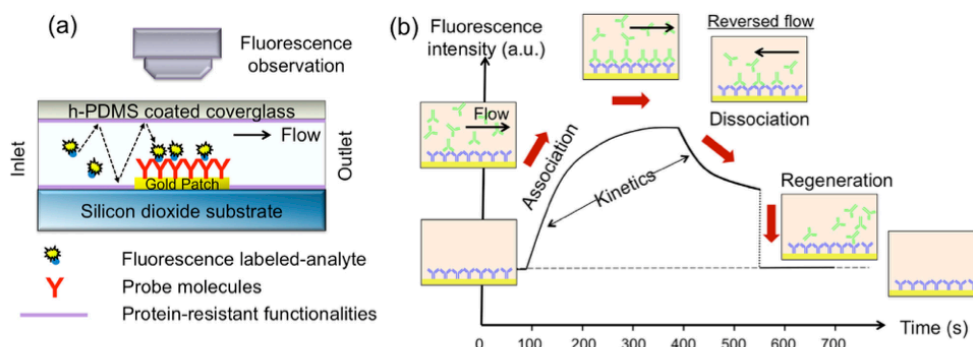 (a)
Fluorescence
observation
h-PDMS coated coverglass
Flow
Inlet
Outlet
Gold Patch
Silicon dioxide substrate
Fluorescence labeled-analyte
Probe molecules
Protein-resistant functionalities
(b)
Fluorescence
intensity (a.u.)
Reversed flow
Flow
Association
Kinetics
Dissociation
Regeneration
0 100 200 300 400 500 600 700
Time (s)